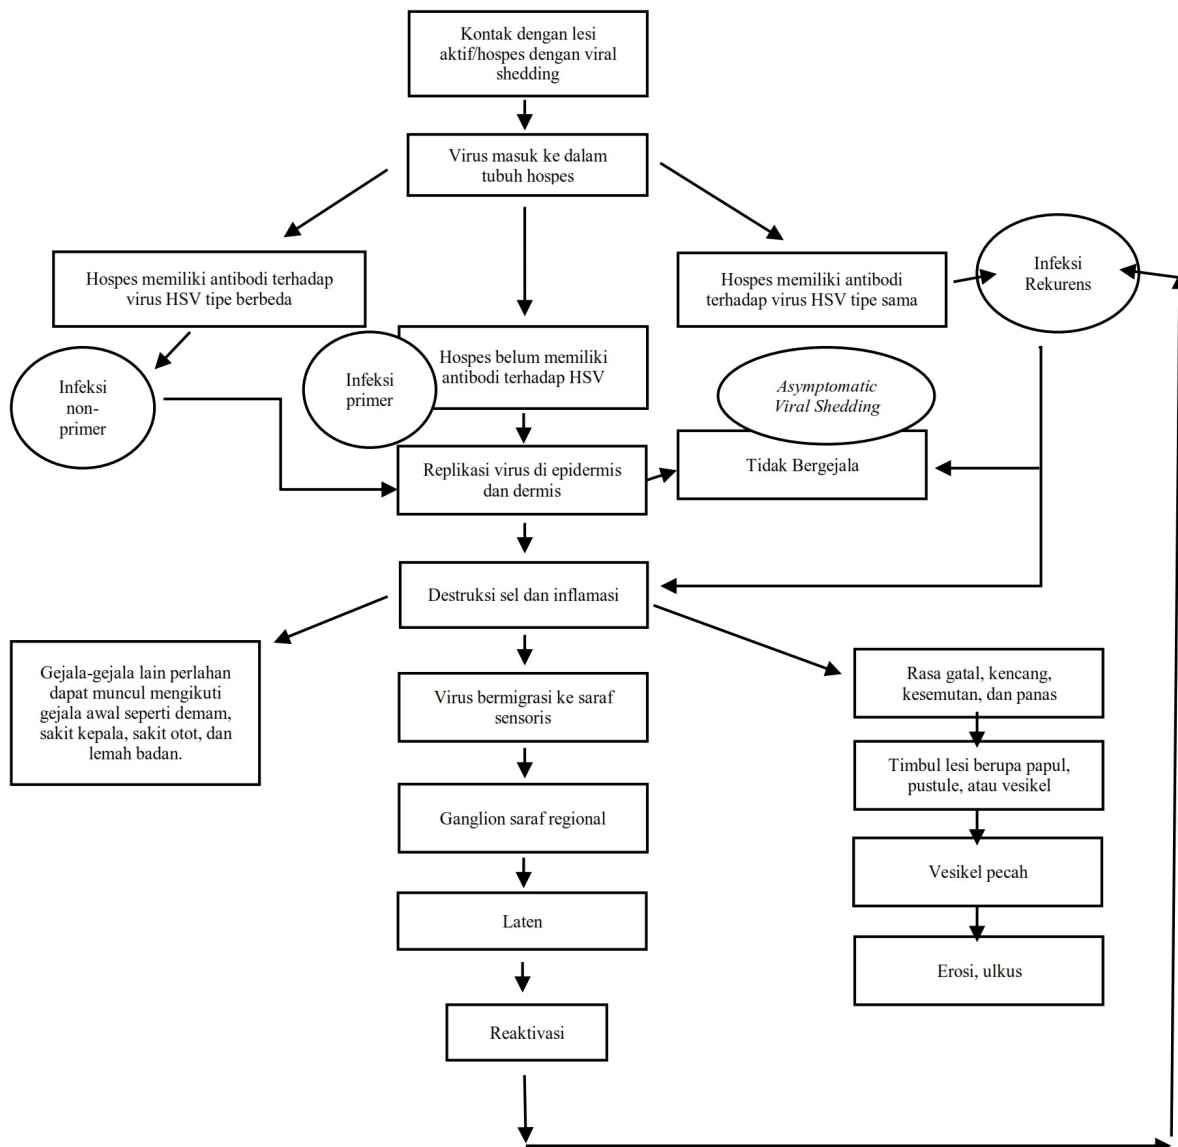 Kontak dengan lesi
aktif/hospes dengan viral
shedding
Virus masuk ke dalam
tubuh hospes
Hospes memiliki antibodi terhadap
virus HSV tipe berbeda
Hospes memiliki antibodi
terhadap virus HSV tipe sama
Infeksi
Rekurens
Infeksi
non-
primer
Infeksi
primer
Hospes belum memiliki
antibodi terhadap HSV
Asymptomatic
Viral Shedding
Tidak Bergejala
Replikasi virus di epidermis
dan dermis
Destruksi sel dan inflamasi
Gejala-gejala lain perlahan
dapat muncul mengikuti
gejala awal seperti demam,
sakit kepala, sakit otot, dan
lemah badan.
Virus bermigrasi ke saraf
sensoris
Ganglion saraf regional
Laten
Reaktivasi
Rasa gatal, kencang,
kesemutan, dan panas
Timbul lesi berupa papul,
pustule, atau vesikel
Vesikel pecah
Erosi, ulkus